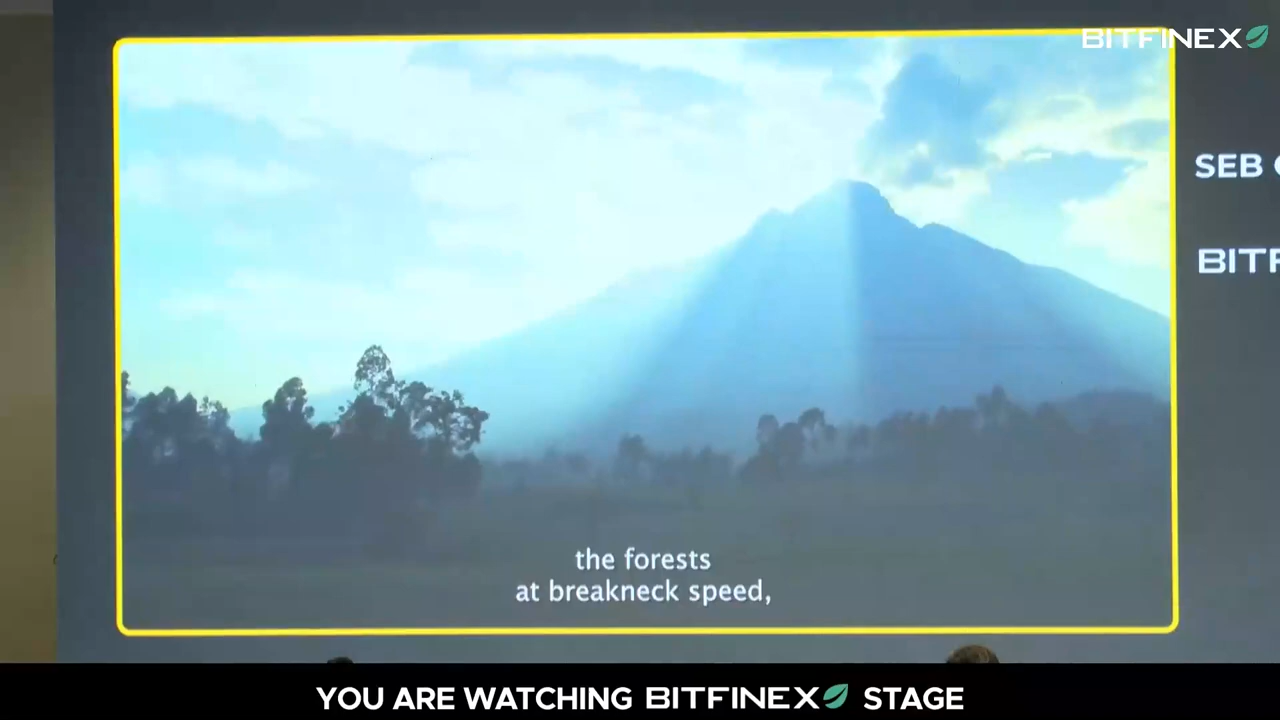 BITFINEX
SEB
BITF
the forests
at breakneck speed,
YOU ARE WATCHING BITFINEX STAGE